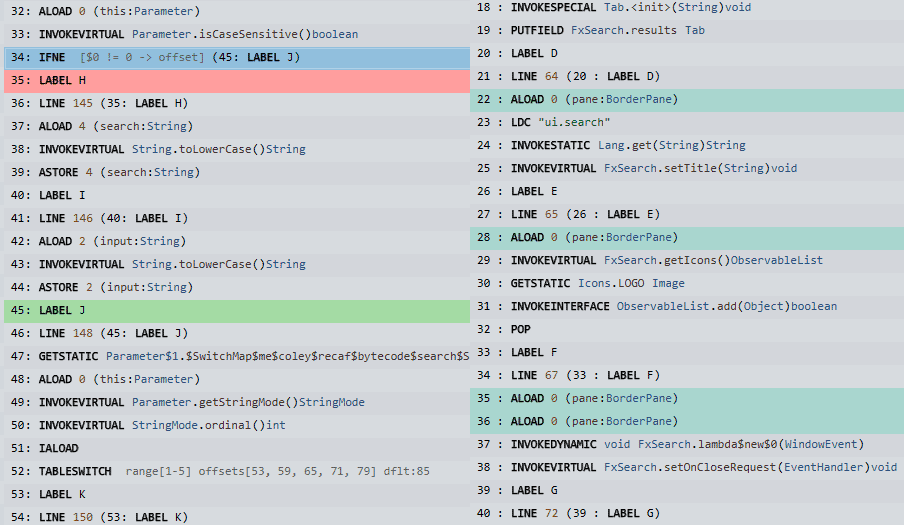 32: ALOAD 0 (this:Parameter)
33: INVOKEVIRTUAL Parameter.isCaseSensitive()boolean
34: IFNE [$0 != 0 -> offset] (45: LABEL J)
35: LABEL H
36: LINE 145 (35: LABEL H)
37: ALOAD 4 (search:String)
38: INVOKEVIRTUAL String.toLowerCase()String
39: ASTORE 4 (search:String)
40: LABEL I
41: LINE 146 (40: LABEL I)
42: ALOAD 2 (input:String)
43: INVOKEVIRTUAL String.toLowerCase()String
44: ASTORE 2 (input:String)
45: LABEL J
46: LINE 148 (45: LABEL J)
47: GETSTATIC Parameter$1.$SwitchMap$me$coley$recaf$bytecode$search$S
48: ALOAD 0 (this:Parameter)
49: INVOKEVIRTUAL Parameter.getStringMode()StringMode
50: INVOKEVIRTUAL StringMode.ordinal()int
51: IALOAD
52: TABLESWITCH range[1-5] offsets[53, 59, 65, 71, 79] dflt:85
53: LABEL K
54: LINE 150 (53: LABEL K)
18 : INVOKESPECIAL Tab.<init>(String)void
19 : PUTFIELD FxSearch.results Tab
20 : LABEL D
21 : LINE 64 (20 : LABEL D)
22 : ALOAD 0 (pane:BorderPane)
23 : LDC "ui.search"
24 : INVOKESTATIC Lang.get(String)String
25 : INVOKEVIRTUAL FxSearch.setTitle(String)void
26 : LABEL E
27 : LINE 65 (26 : LABEL E)
28 : ALOAD 0 (pane:BorderPane)
29 : INVOKEVIRTUAL FxSearch.getIcons()ObservableList
30 : GETSTATIC Icons.LOGO Image
31 : INVOKEINTERFACE ObservableList.add(Object)boolean
32 : POP
33 : LABEL F
34 : LINE 67 (33 : LABEL F)
35 : ALOAD 0 (pane:BorderPane)
36 : ALOAD 0 (pane:BorderPane)
37 : INVOKEDYNAMIC void FxSearch.lambda$new$0(WindowEvent)
38 : INVOKEVIRTUAL FxSearch.setOnCloseRequest(EventHandler)void
39 : LABEL G
40 : LINE 72 (39 : LABEL G)